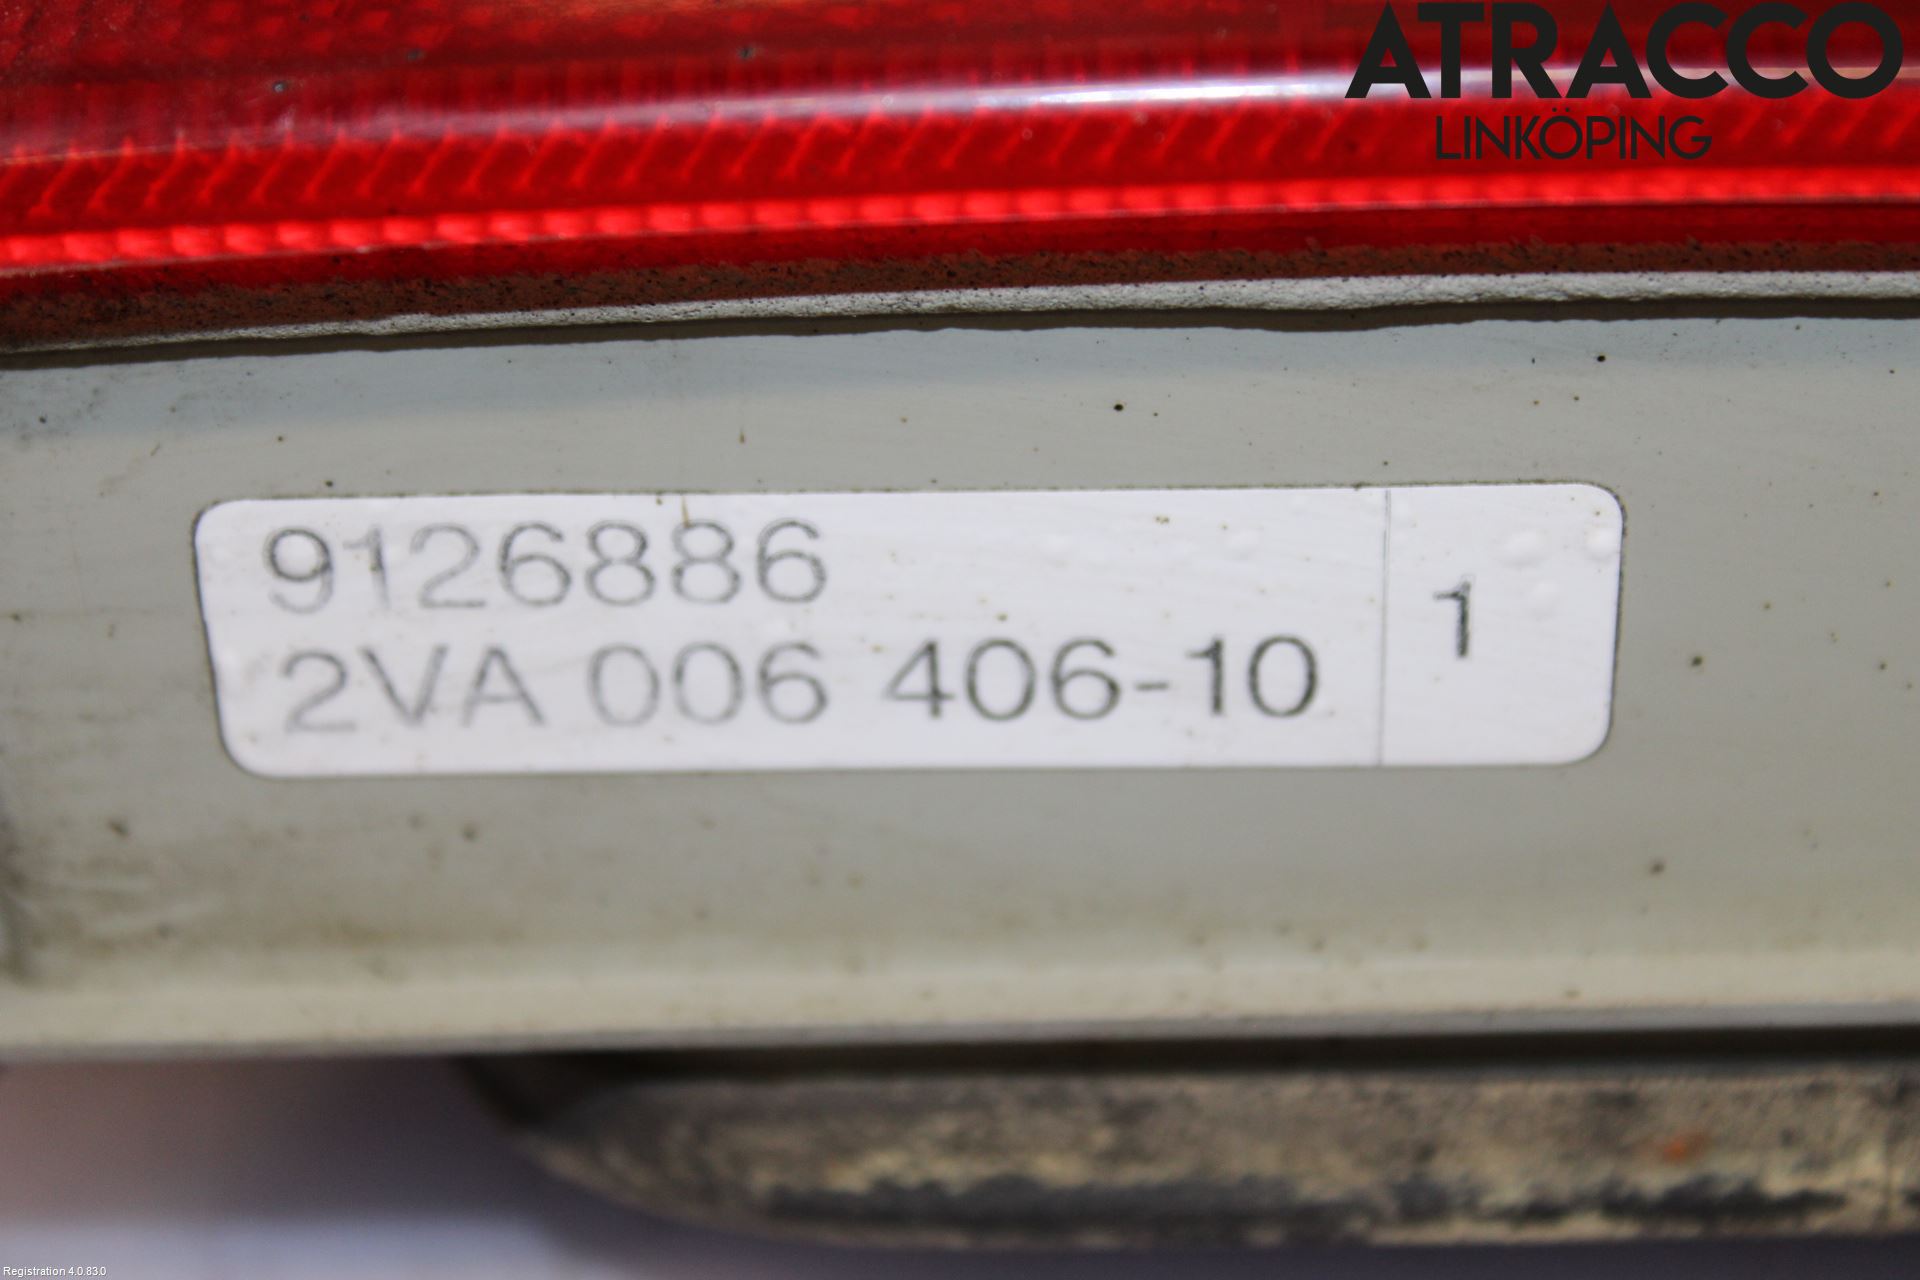 ATRACCO
LINKÖPING
9126886
2VA 006 406-10
1
Registration 4.0.83.0